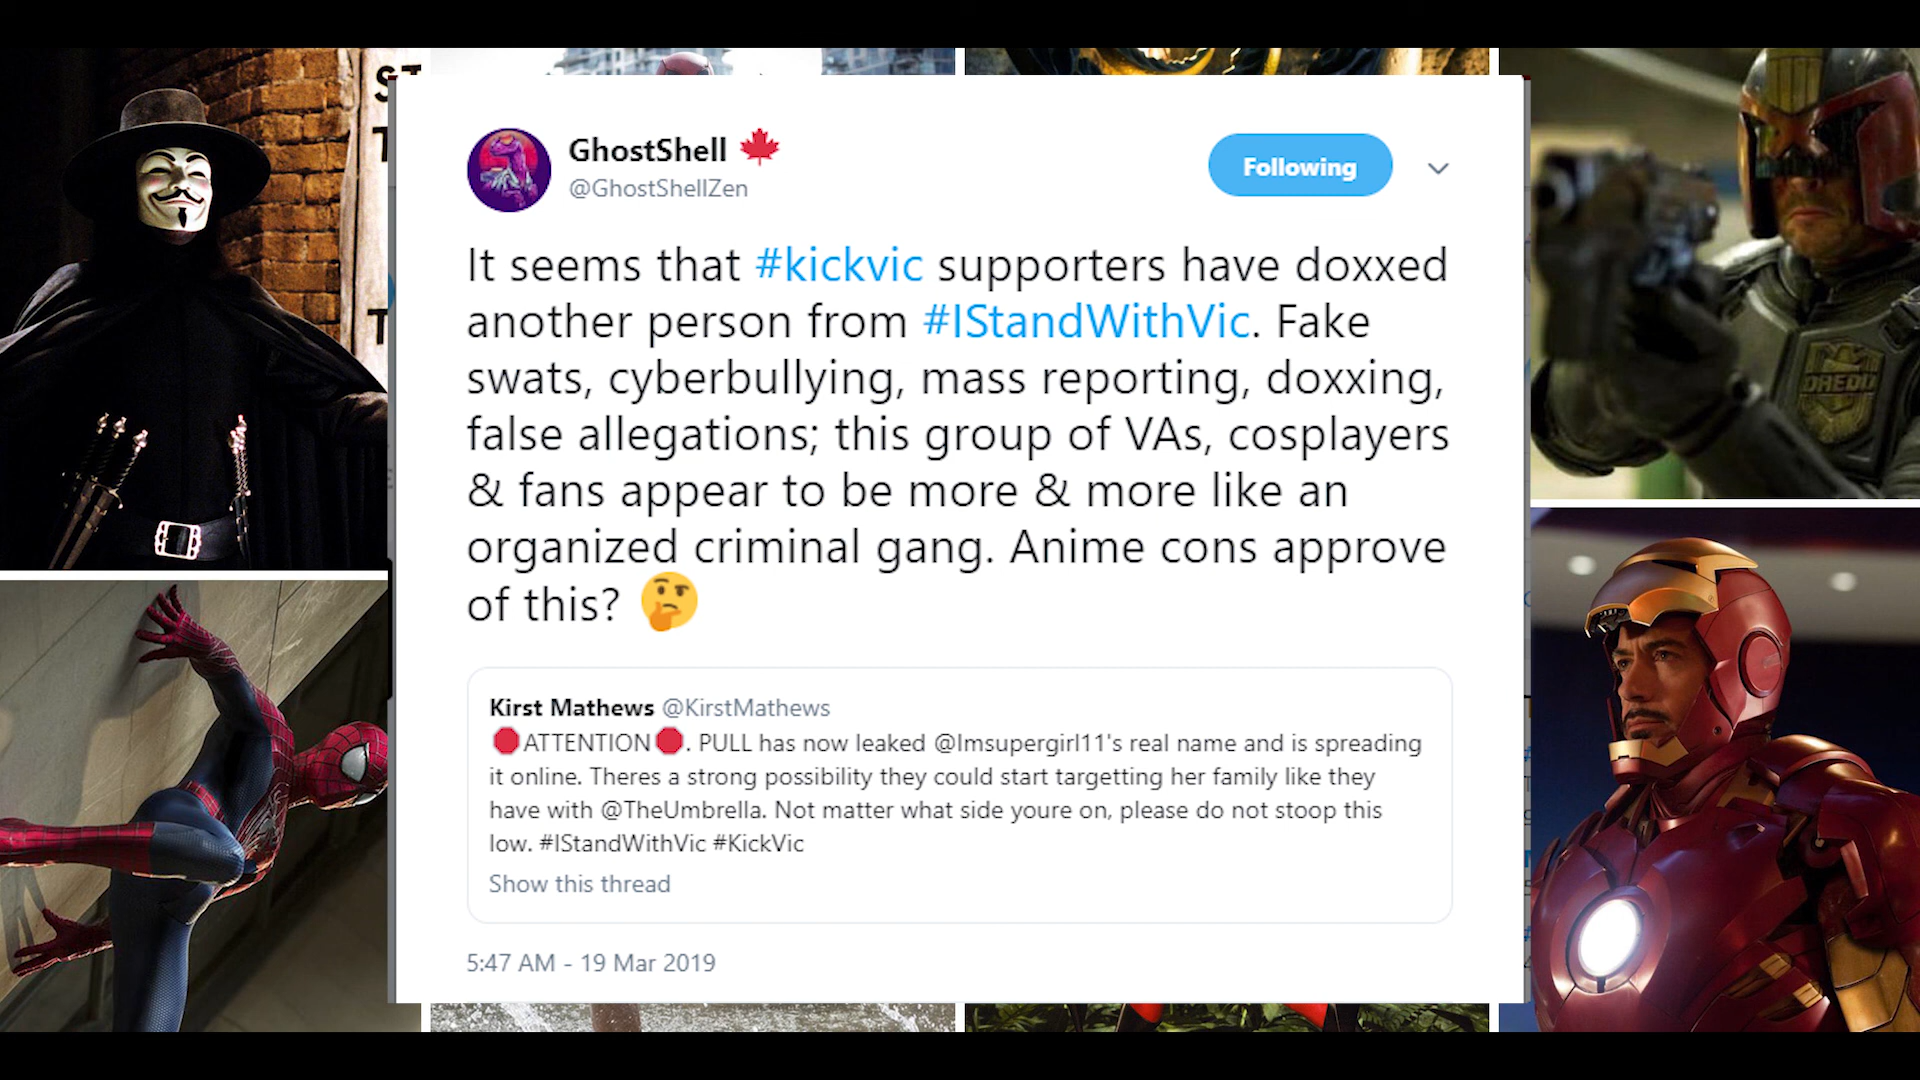 GhostShell
@GhostShellZen
Following
It seems that #kickvic supporters have doxxed
another person from #IStandWithVic. Fake
swats, cyberbullying, mass reporting, doxxing,
false allegations; this group of VAs, cosplayers
& fans appear to be more & more like an
organized criminal gang. Anime cons approve
of this? 🤔
Kirst Mathews @KirstMathews
🛑ATTENTION🛑. PULL has now leaked @Imsupergirl11's real name and is spreading
it online. Theres a strong possibility they could start targetting her family like they
have with @TheUmbrella. Not matter what side youre on, please do not stoop this
low. #IStandWithVic #KickVic
Show this thread
5:47 AM - 19 Mar 2019
DREDD